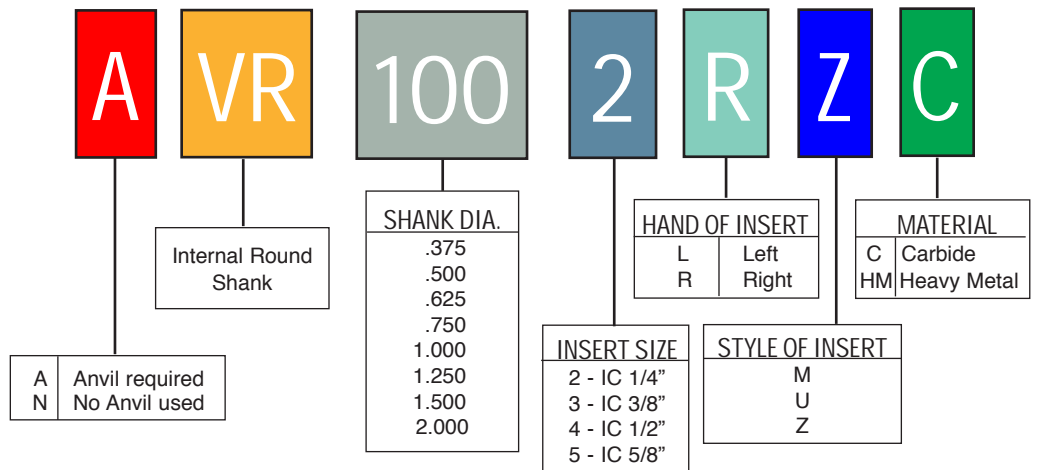 A VR 100 2 R Z C
Internal Round
Shank
A Anvil required
N No Anvil used
SHANK DIA.
.375
.500
.625
.750
1.000
1.250
1.500
2.000
INSERT SIZE
2 - IC 1/4”
3 - IC 3/8”
4 - IC 1/2”
5 - IC 5/8”
HAND OF INSERT
L Left
R Right
STYLE OF INSERT
M
U
Z
MATERIAL
C Carbide
HM Heavy Metal